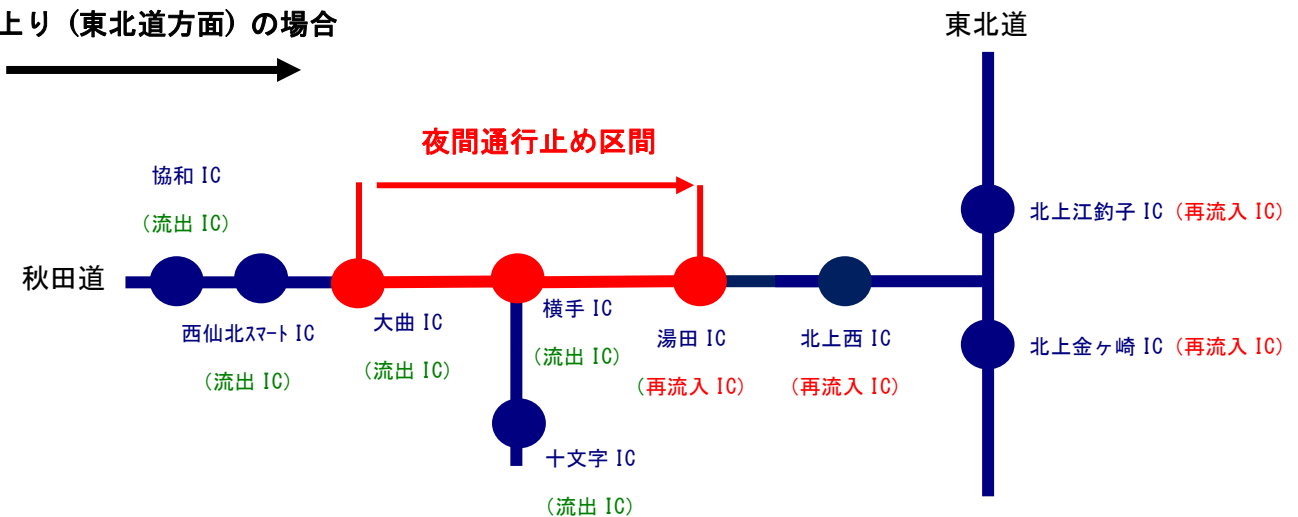 上り（東北道方面）の場合
東北道
夜間通行止め区間
協和 IC
（流出 IC）
北上江釣子 IC（再流入 IC）
秋田道
西仙北スマート IC
（流出 IC）
大曲 IC
（流出 IC）
横手 IC
（流出 IC）
湯田 IC
（再流入 IC）
北上西 IC
（再流入 IC）
北上金ヶ崎 IC（再流入 IC）
十文字 IC
（流出 IC）